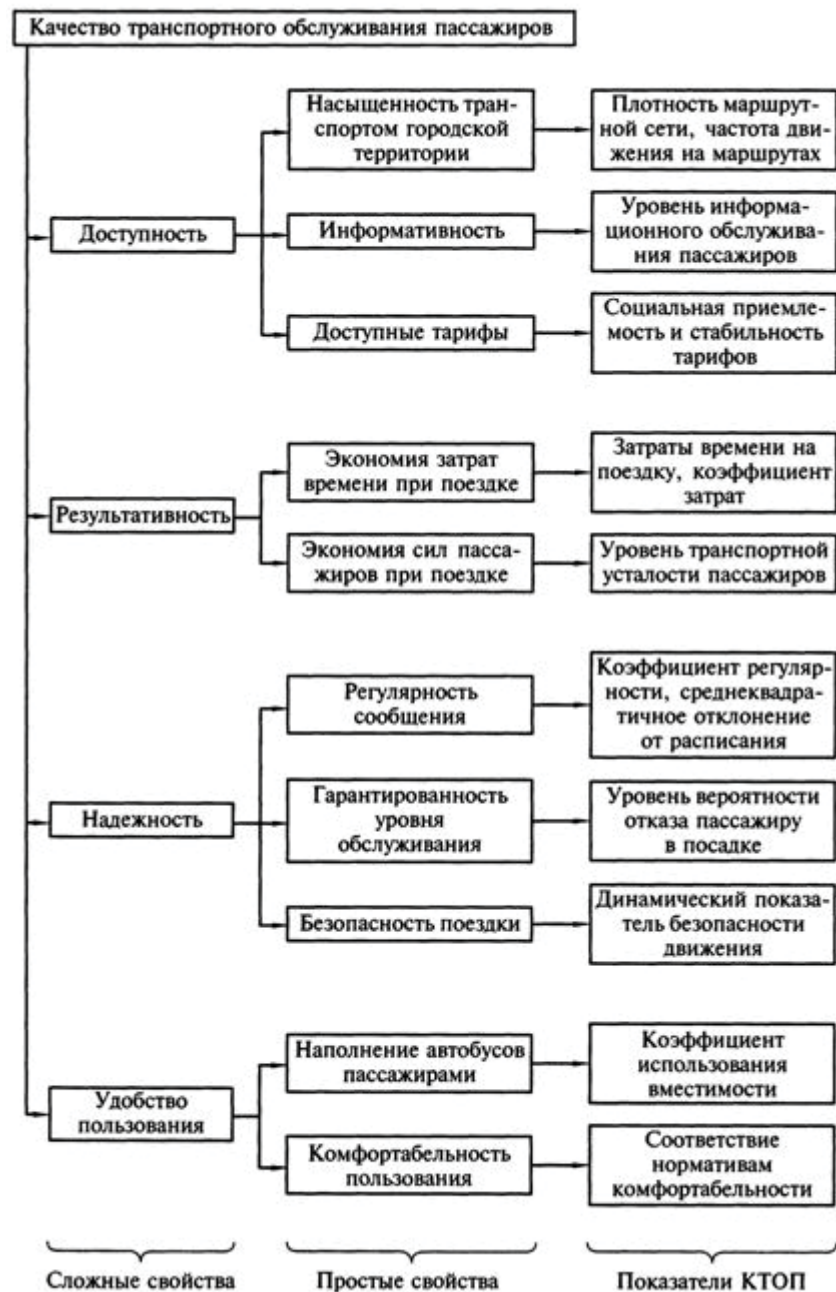 Качество транспортного обслуживания пассажиров
Насыщенность тран-
спортом городской
территории
Плотность маршрут-
ной сети, частота дви-
жения на маршрутах
Доступность
Информативность
Уровень информа-
ционного обслужива-
ния пассажиров
Доступные тарифы
Социальная приемле-
мость и стабильность
тарифов
Результативность
Экономия затрат
времени при поездке
Затраты времени на
поездку, коэффициент
затрат
Экономия сил пасса-
жиров при поездке
Уровень транспортной
усталости пассажиров
Надежность
Регулярность
сообщения
Коэффициент регуляр-
ности, среднеквадра-
тичное отклонение
от расписания
Гарантированность
уровня
обслуживания
Уровень вероятности
отказа пассажиру
в посадке
Безопасность поездки
Динамический показа-
тель безопасности
движения
Удобство
пользования
Наполнение автобусов
пассажирами
Коэффициент
использования
вместимости
Комфортабельность
пользования
Соответствие
нормативам
комфортабельности
Сложные свойства
Простые свойства
Показатели КТОП